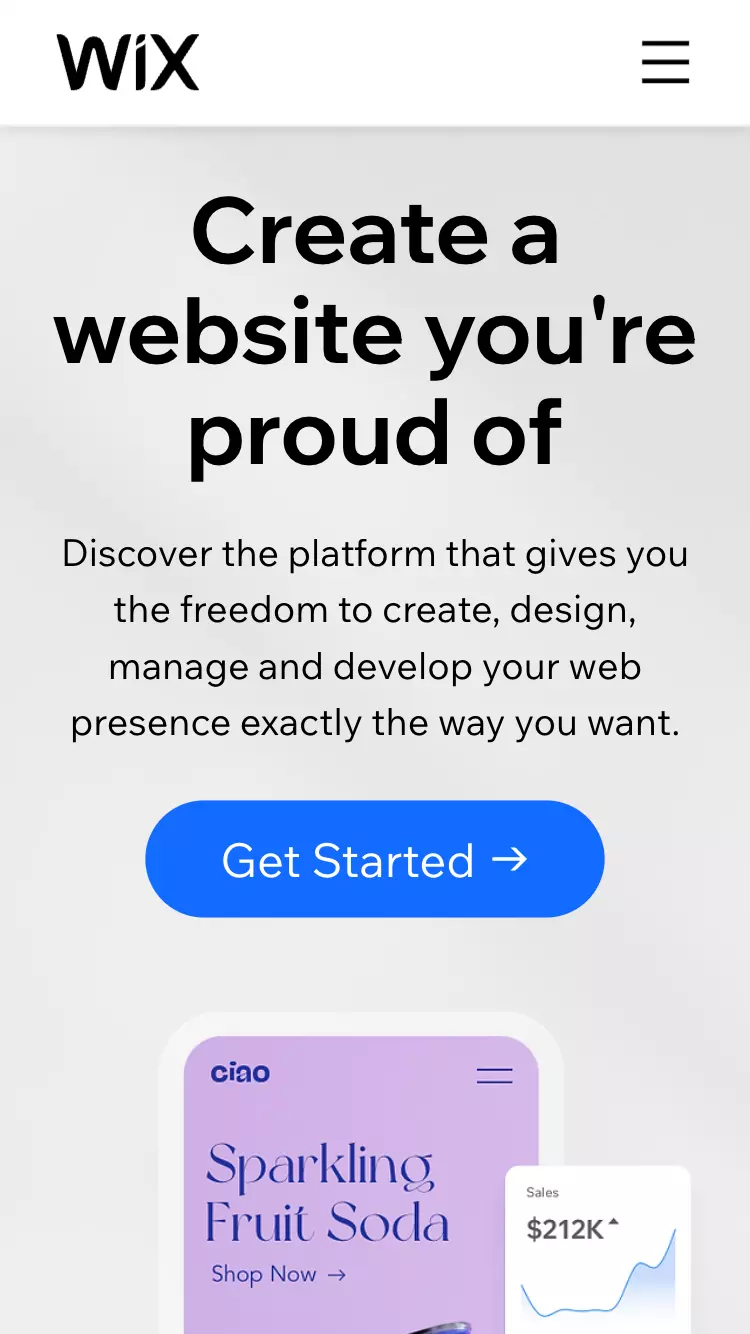 WiX
Create a
website you're
proud of
Discover the platform that gives you
the freedom to create, design,
manage and develop your web
presence exactly the way you want.
Get Started →
ciao
Sparkling
Fruit Soda
Shop Now →
Sales
$212K